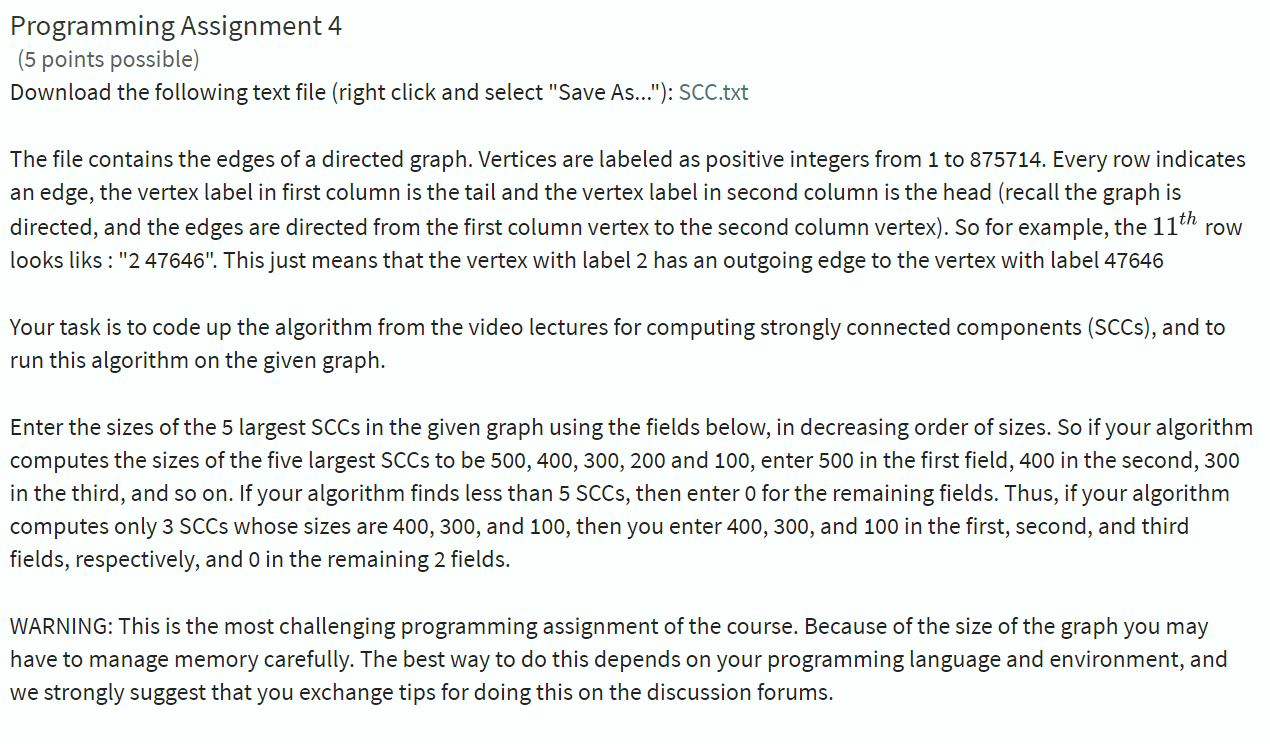 Programming Assignment 4
(5 points possible)
Download the following text file (right click and select "Save As..."): SCC.txt
The file contains the edges of a directed graph. Vertices are labeled as positive integers from 1 to 875714. Every row indicates
an edge, the vertex label in first column is the tail and the vertex label in second column is the head (recall the graph is
directed, and the edges are directed from the first column vertex to the second column vertex). So for example, the 11th row
looks liks : "2 47646". This just means that the vertex with label 2 has an outgoing edge to the vertex with label 47646
Your task is to code up the algorithm from the video lectures for computing strongly connected components (SCCs), and to
run this algorithm on the given graph.
Enter the sizes of the 5 largest SCCs in the given graph using the fields below, in decreasing order of sizes. So if your algorithm
computes the sizes of the five largest SCCs to be 500, 400, 300, 200 and 100, enter 500 in the first field, 400 in the second, 300
in the third, and so on. If your algorithm finds less than 5 SCCs, then enter 0 for the remaining fields. Thus, if your algorithm
computes only 3 SCCs whose sizes are 400, 300, and 100, then you enter 400, 300, and 100 in the first, second, and third
fields, respectively, and 0 in the remaining 2 fields.
WARNING: This is the most challenging programming assignment of the course. Because of the size of the graph you may
have to manage memory carefully. The best way to do this depends on your programming language and environment, and
we strongly suggest that you exchange tips for doing this on the discussion forums.